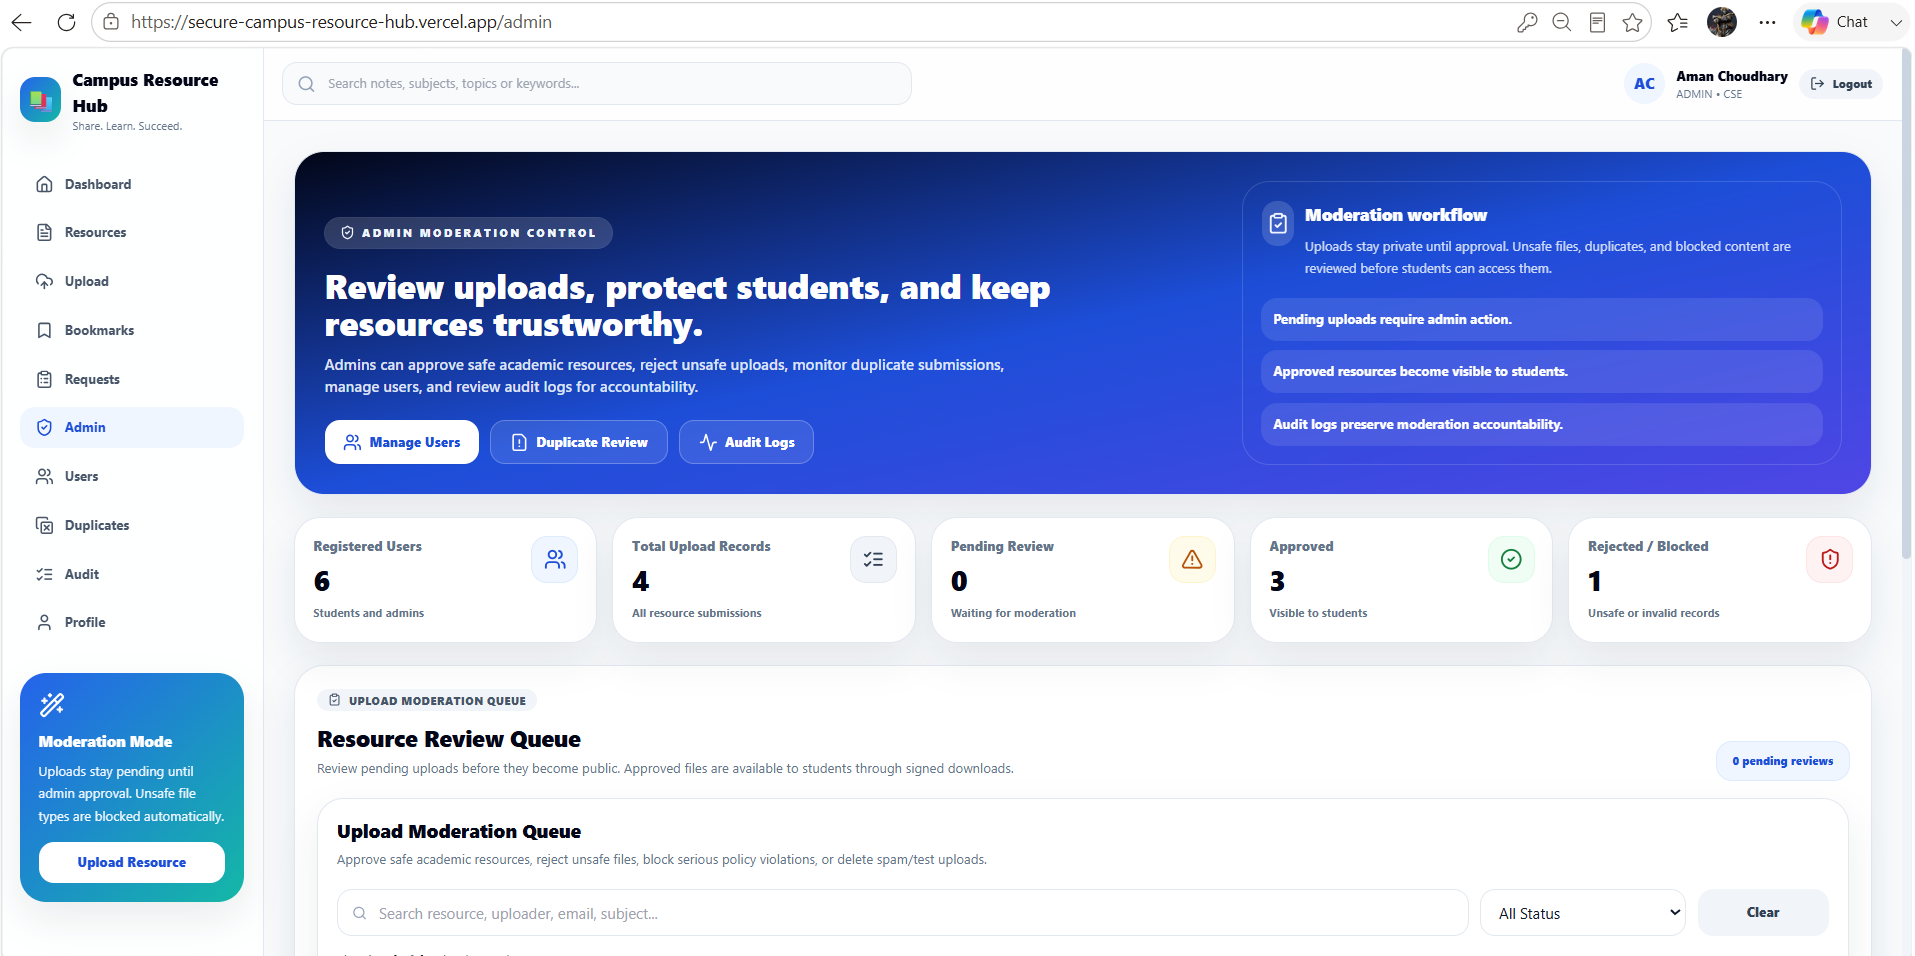 https://secure-campus-resource-hub.vercel.app/admin
Chat
Campus Resource
Hub
Share. Learn. Succeed.
Search notes, subjects, topics or keywords...
AC
Aman Choudhary
ADMIN • CSE
Logout
Dashboard
Resources
Upload
Bookmarks
Requests
Admin
Users
Duplicates
Audit
Profile
Moderation Mode
Uploads stay pending until
admin approval. Unsafe file
types are blocked automatically.
Upload Resource
ADMIN MODERATION CONTROL
Review uploads, protect students, and keep
resources trustworthy.
Admins can approve safe academic resources, reject unsafe uploads, monitor duplicate submissions,
manage users, and review audit logs for accountability.
Manage Users
Duplicate Review
Audit Logs
Moderation workflow
Uploads stay private until approval. Unsafe files, duplicates, and blocked content are
reviewed before students can access them.
Pending uploads require admin action.
Approved resources become visible to students.
Audit logs preserve moderation accountability.
Registered Users
6
Students and admins
Total Upload Records
4
All resource submissions
Pending Review
0
Waiting for moderation
Approved
3
Visible to students
Rejected / Blocked
1
Unsafe or invalid records
UPLOAD MODERATION QUEUE
Resource Review Queue
Review pending uploads before they become public. Approved files are available to students through signed downloads.
0 pending reviews
Upload Moderation Queue
Approve safe academic resources, reject unsafe files, block serious policy violations, or delete spam/test uploads.
Search resource, uploader, email, subject...
All Status
Clear